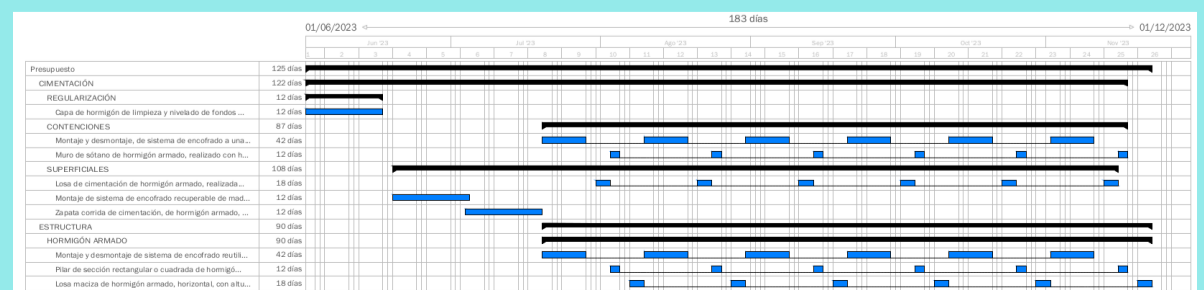 183 días
01/06/2023 01/12/2023
Jun '23 Jul '23 Ago '23 Sep '23 Oct '23 Nov '23
1 2 3 4 5 6 7 8 9 10 11 12 13 14 15 16 17 18 19 20 21 22 23 24 25 26
Presupuesto 125 días
CIMENTACIÓN 122 días
REGULARIZACIÓN 12 días
Capa de hormigón de limpieza y nivelado de fondos ... 12 días
CONTENCIONES 87 días
Montaje y desmontaje, de sistema de encofrado a una... 42 días
Muro de sótano de hormigón armado, realizado con h... 12 días
SUPERFICIALES 108 días
Losa de cimentación de hormigón armado, realizada... 18 días
Montaje de sistema de encofrado recuperable de mad... 12 días
Zapata corrida de cimentación, de hormigón armado, ... 12 días
ESTRUCTURA 90 días
HORMIGÓN ARMADO 90 días
Montaje y desmontaje de sistema de encofrado reutili... 42 días
Pilar de sección rectangular o cuadrada de hormigó... 12 días
Losa maciza de hormigón armado, horizontal, con altu... 18 días